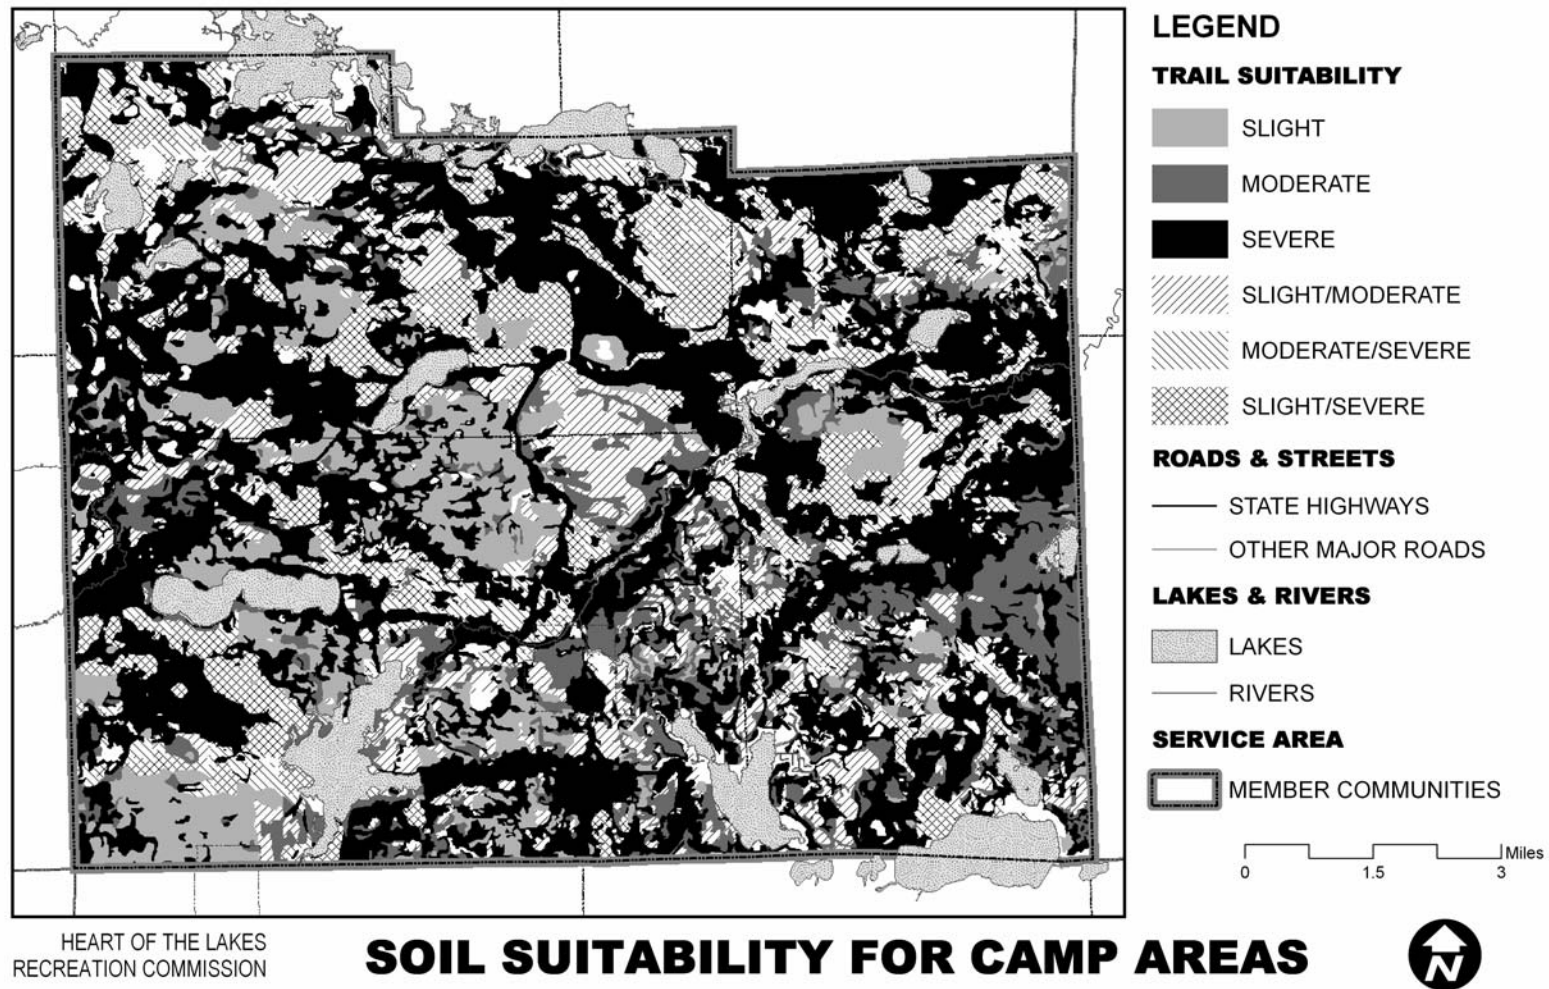 LEGEND
TRAIL SUITABILITY
SLIGHT
MODERATE
SEVERE
SLIGHT/MODERATE
MODERATE/SEVERE
SLIGHT/SEVERE
ROADS & STREETS
STATE HIGHWAYS
OTHER MAJOR ROADS
LAKES & RIVERS
LAKES
RIVERS
SERVICE AREA
MEMBER COMMUNITIES
Miles
0 1.5 3
HEART OF THE LAKES
RECREATION COMMISSION
SOIL SUITABILITY FOR CAMP AREAS
N